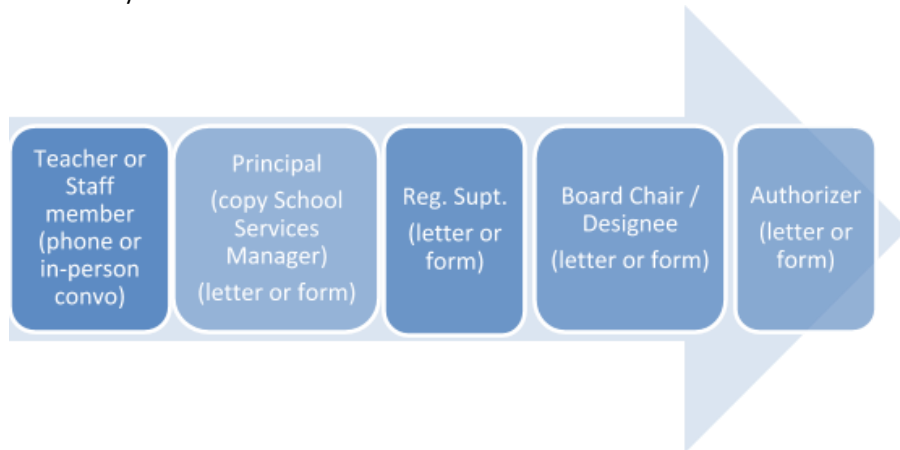 Teacher or
Staff
member
(phone or
in-person
convo)
Principal
(copy School
Services
Manager)
(letter or form)
Reg. Supt.
(letter or
form)
Board Chair /
Designee
(letter or form)
Authorizer
(letter or
form)